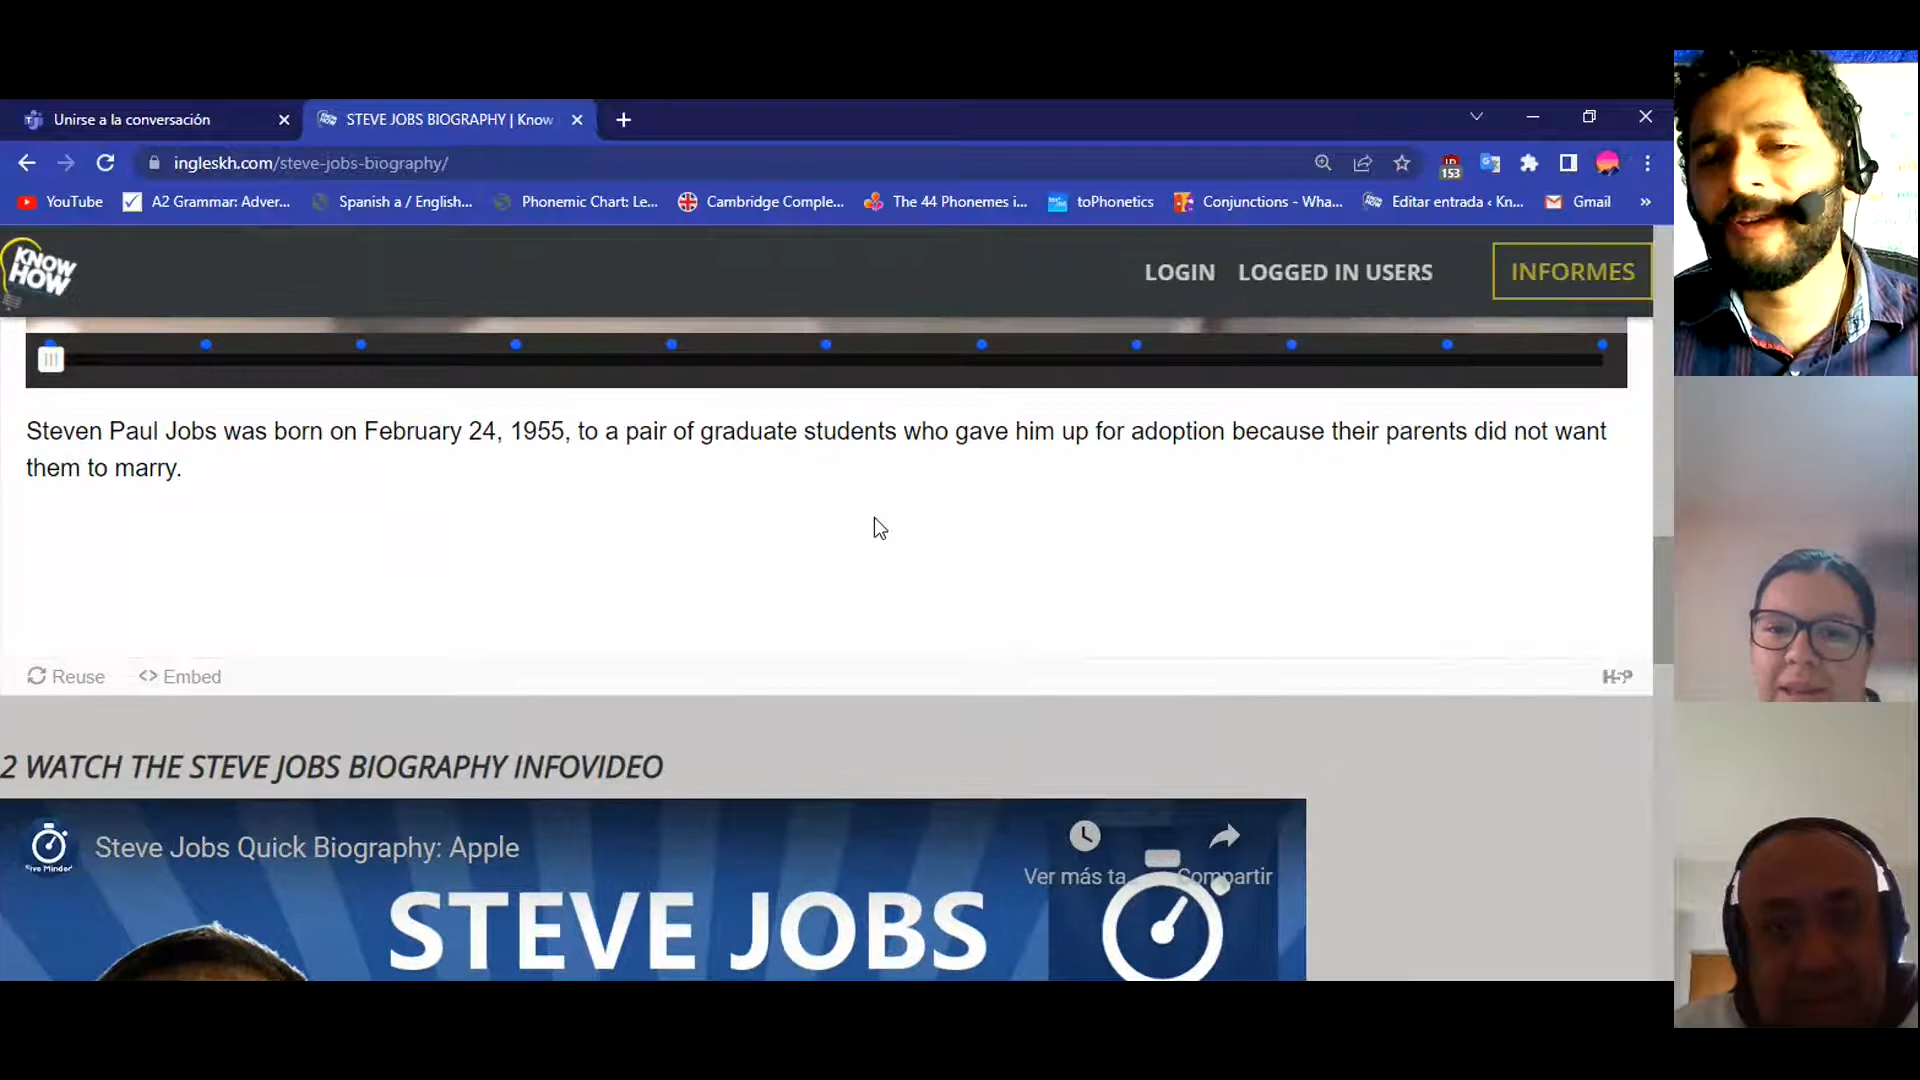 Unirse a la conversación
STEVE JOBS BIOGRAPHY | Know
ingleskh.com/steve-jobs-biography/
153
YouTube
A2 Grammar: Adver...
Spanish a / English...
Phonemic Chart: Le...
Cambridge Comple...
The 44 Phonemes i...
toPhonetics
Conjunctions - Wha...
Editar entrada ‹ Kn...
Gmail
»
KNOW
HOW
LOGIN
LOGGED IN USERS
INFORMES
Steven Paul Jobs was born on February 24, 1955, to a pair of graduate students who gave him up for adoption because their parents did not want
them to marry.
Reuse
<> Embed
H5P
2 WATCH THE STEVE JOBS BIOGRAPHY INFOVIDEO
Steve Jobs Quick Biography: Apple
Ver más ta...
Compartir
STEVE JOBS